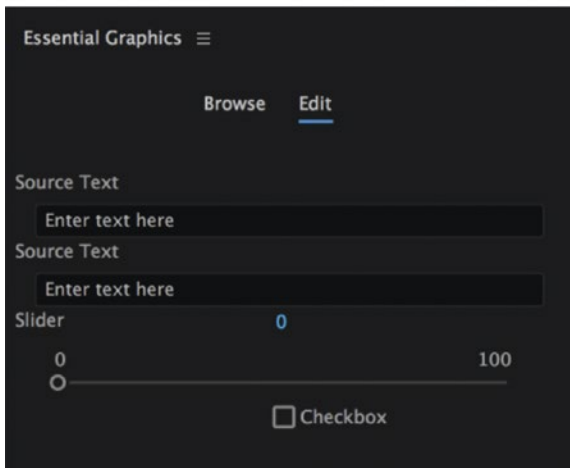 Essential Graphics
Browse Edit
Source Text
Enter text here
Source Text
Enter text here
Slider 0
0 100
Checkbox